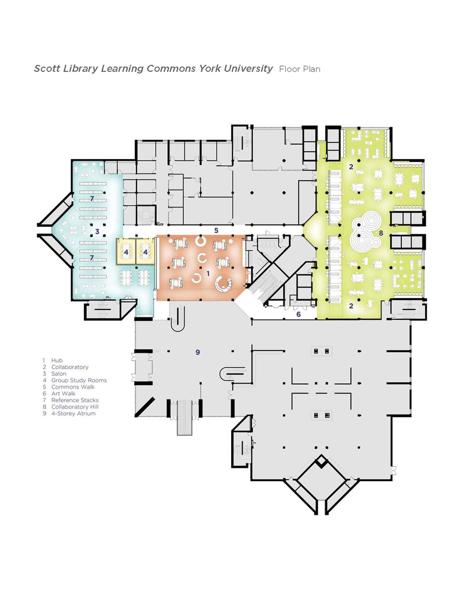 Scott Library Learning Commons York University Floor Plan
2
7
3
5
8
4 4
7
1
2
6
9
1 Hub
2 Collaboratory
3 Salon
4 Group Study Rooms
5 Commons Walk
6 Art Walk
7 Reference Stacks
8 Collaboratory Hill
9 4-Storey Atrium